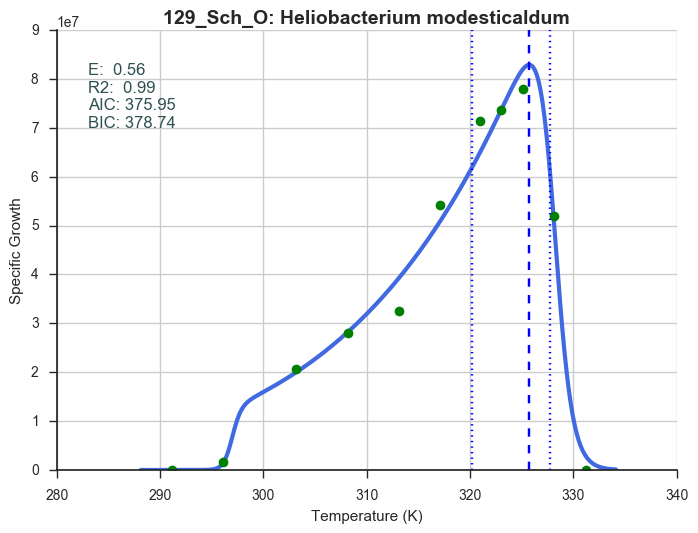 129_Sch_O: Heliobacterium modesticaldum
1e7
9
8
7
6
5
4
3
2
1
0
E: 0.56
R2: 0.99
AIC: 375.95
BIC: 378.74
Specific Growth
280 290 300 310 320 330 340
Temperature (K)